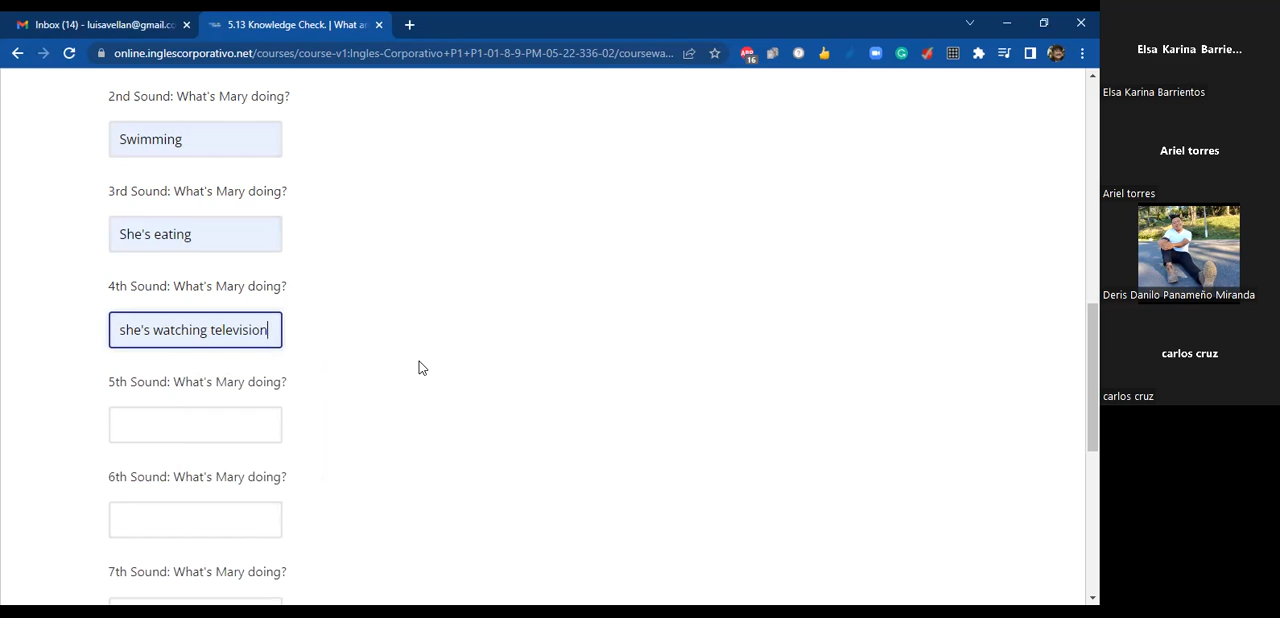 Inbox (14) - luisavellan@gmail.co
5.13 Knowledge Check. | What ar
online.inglescorporativo.net/courses/course-v1:Ingles-Corporativo+P1+P1-01-8-9-PM-05-22-336-02/coursewa...
16
2nd Sound: What's Mary doing?
Swimming
3rd Sound: What's Mary doing?
She's eating
4th Sound: What's Mary doing?
she's watching television
5th Sound: What's Mary doing?
6th Sound: What's Mary doing?
7th Sound: What's Mary doing?
Elsa Karina Barrie...
Elsa Karina Barrientos
Ariel torres
Ariel torres
Deris Danilo Panameño Miranda
carlos cruz
carlos cruz